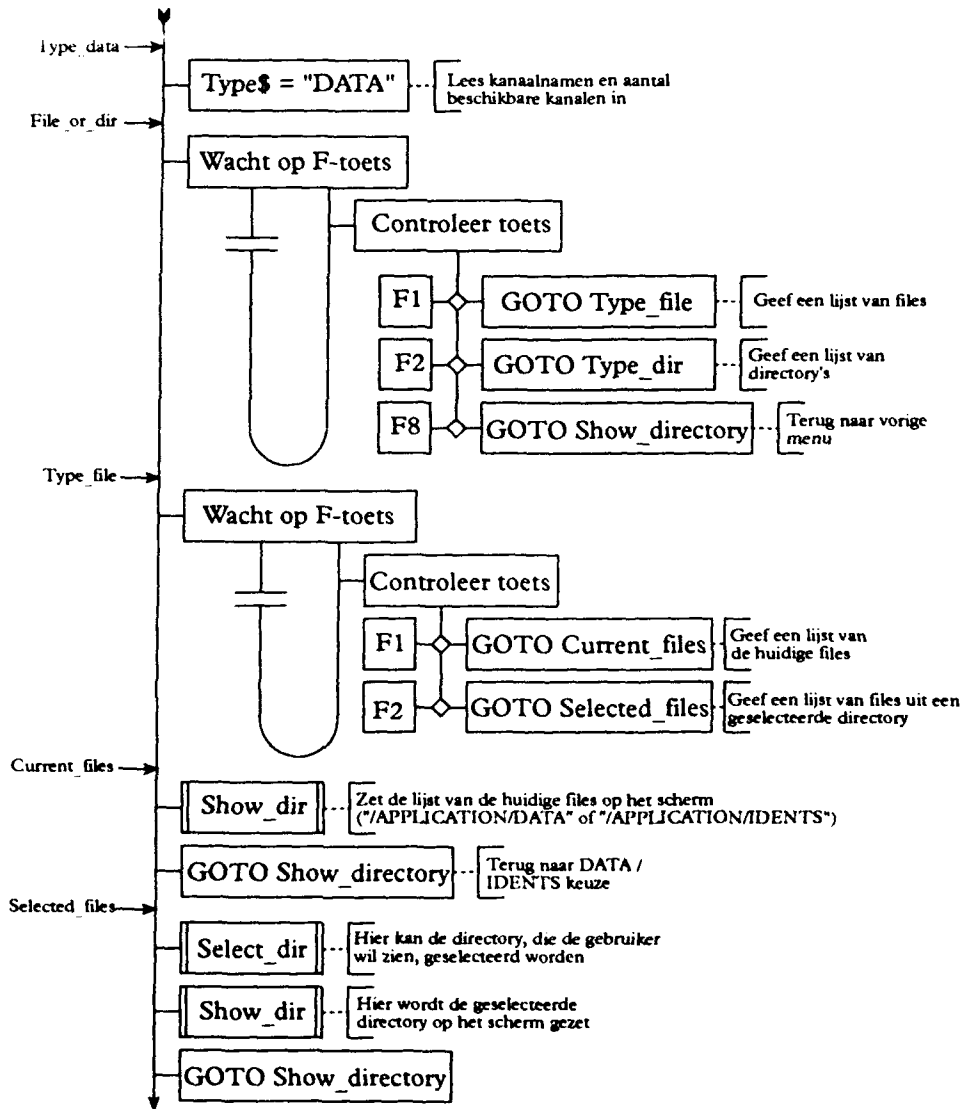 Type_data
Type$ = "DATA"
Lees kanaalnamen en aantal
beschikbare kanalen in
File_or_dir
Wacht op F-toets
Controleer toets
F1
GOTO Type_file
Geef een lijst van files
F2
GOTO Type_dir
Geef een lijst van
directory's
F8
GOTO Show_directory
Terug naar vorige
menu
Type_file
Wacht op F-toets
Controleer toets
F1
GOTO Current_files
Geef een lijst van
de huidige files
F2
GOTO Selected_files
Geef een lijst van files uit een
geselecteerde directory
Current_files
Show_dir
Zet de lijst van de huidige files op het scherm
("/APPLICATION/DATA" of "/APPLICATION/IDENTS")
GOTO Show_directory
Terug naar DATA /
IDENTS keuze
Selected_files
Select_dir
Hier kan de directory, die de gebruiker
wil zien, geselecteerd worden
Show_dir
Hier wordt de geselecteerde
directory op het scherm gezet
GOTO Show_directory